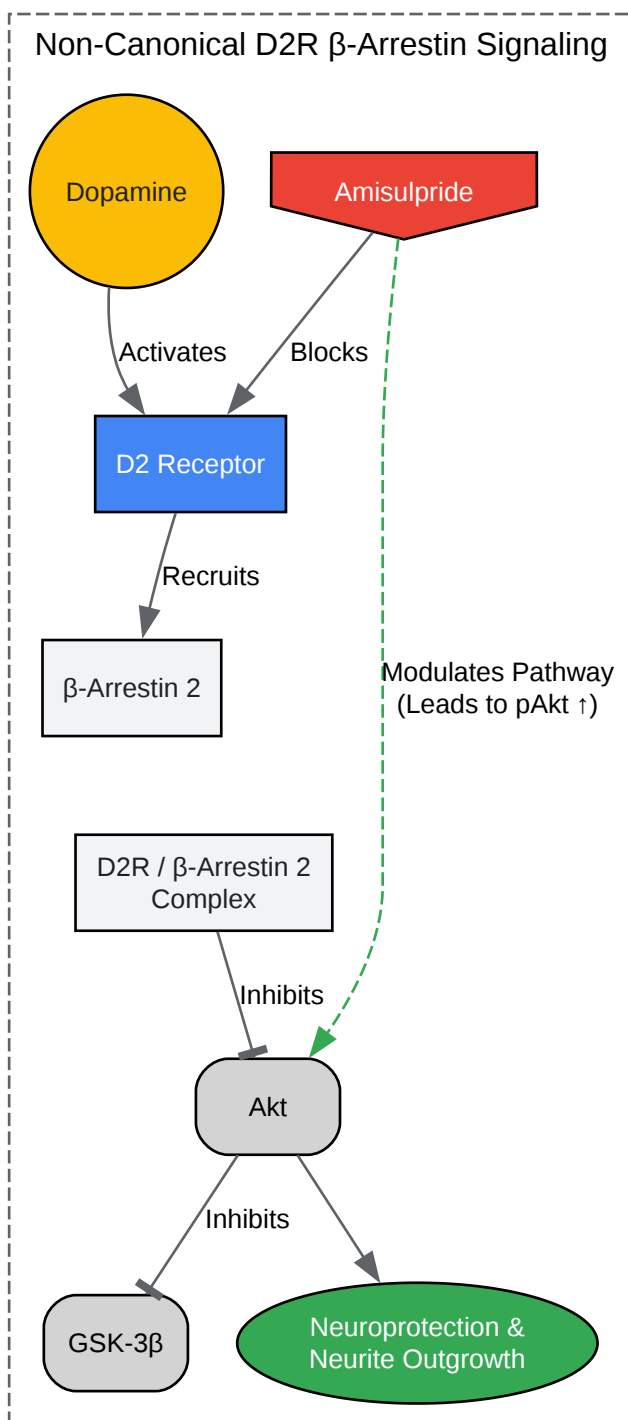 Non-Canonical D2R β-Arrestin Signaling
Dopamine
Amisulpride
Activates
Blocks
D2 Receptor
Recruits
β-Arrestin 2
Modulates Pathway
(Leads to pAkt ↑)
D2R / β-Arrestin 2
Complex
Inhibits
Akt
Inhibits
GSK-3β
Neuroprotection &
Neurite Outgrowth